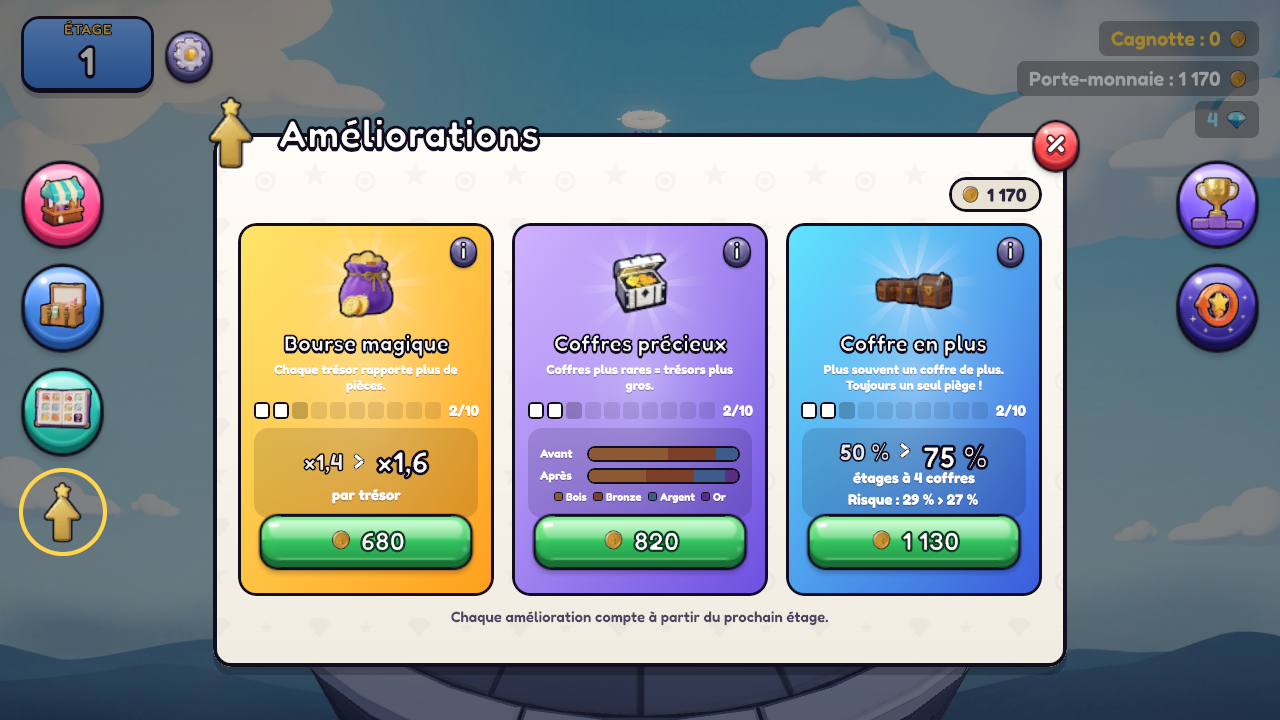 ÉTAGE
1
Cagnotte : 0
Porte-monnaie : 1 170
4
Améliorations
1 170
i
Bourse magique
Chaque trésor rapporte plus de
pièces.
2/10
×1,4 > ×1,6
par trésor
680
i
Coffres précieux
Coffres plus rares = trésors plus
gros.
2/10
Avant
Après
Bois Bronze Argent Or
820
i
Coffre en plus
Plus souvent un coffre de plus.
Toujours un seul piège !
2/10
50 % > 75 %
étages à 4 coffres
Risque : 29 % > 27 %
1 130
Chaque amélioration compte à partir du prochain étage.